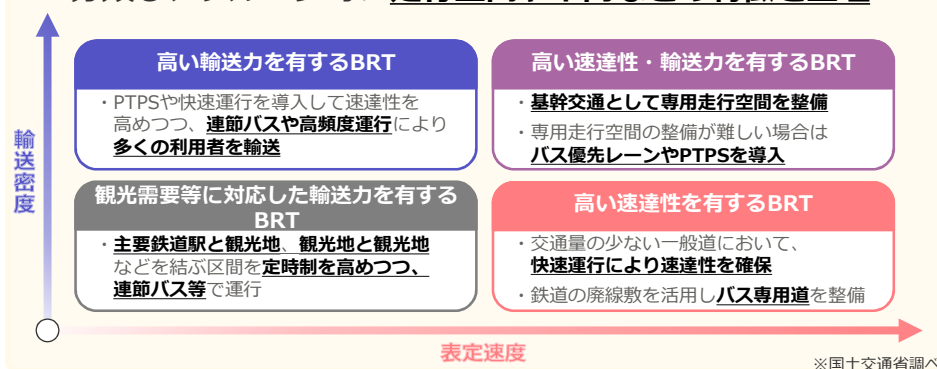 輸送密度
高い輸送力を有するBRT
・PTPSや快速運行を導入して速達性を
高めつつ、連節バスや高頻度運行により
多くの利用者を輸送
高い速達性・輸送力を有するBRT
・基幹交通として専用走行空間を整備
・専用走行空間の整備が難しい場合は
バス優先レーンやPTPSを導入
観光需要等に対応した輸送力を有する
BRT
・主要鉄道駅と観光地、観光地と観光地
などを結ぶ区間を定時制を高めつつ、
連節バス等で運行
高い速達性を有するBRT
・交通量の少ない一般道において、
快速運行により速達性を確保
・鉄道の廃線敷を活用しバス専用道を整備
表定速度
※国土交通省調べ